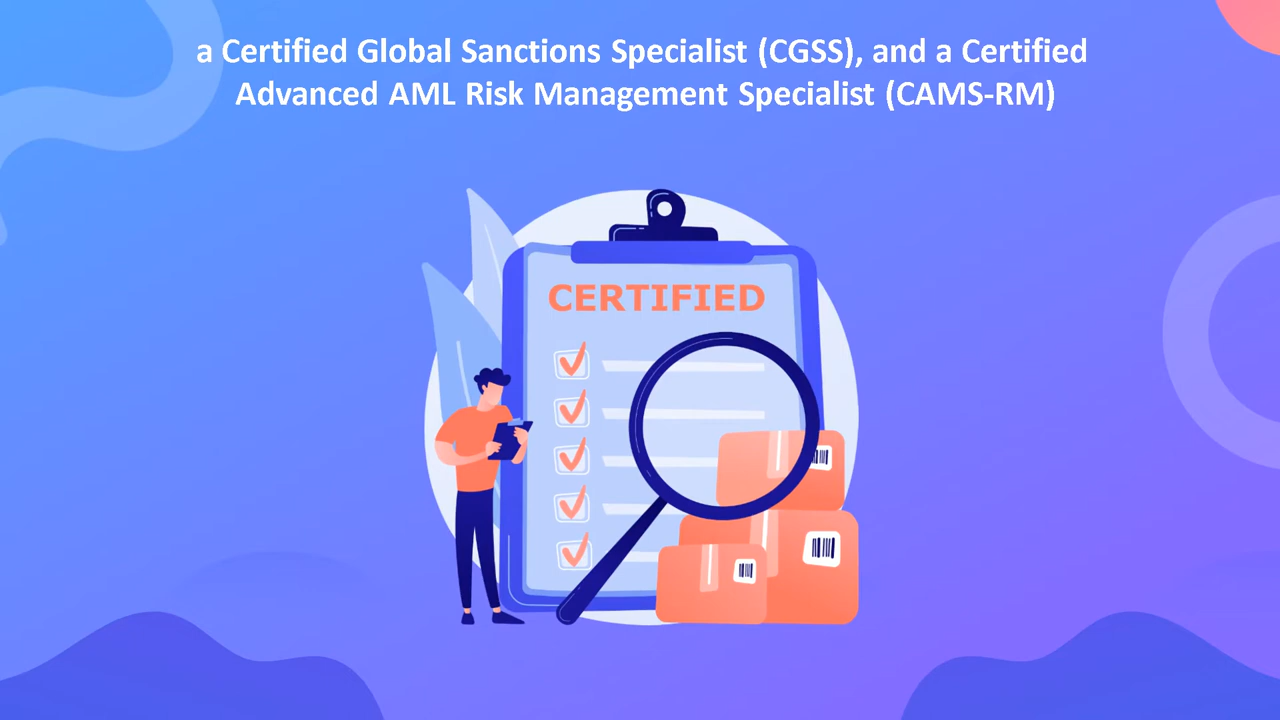 a Certified Global Sanctions Specialist (CGSS), and a Certified
Advanced AML Risk Management Specialist (CAMS-RM)
CERTIFIED